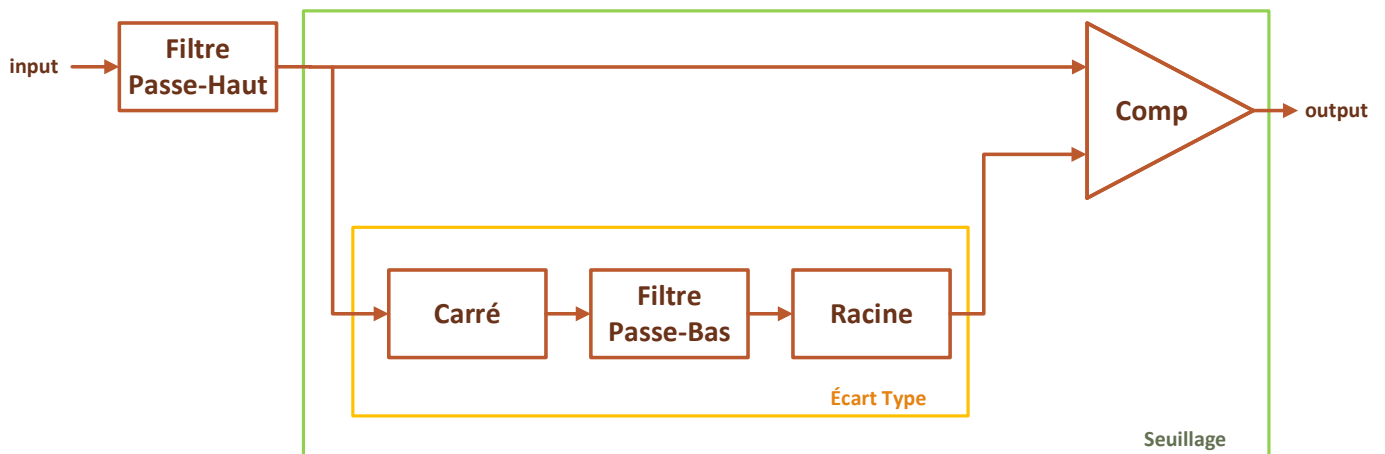 input
Filtre
Passe-Haut
Comp
output
Carré
Filtre
Passe-Bas
Racine
Écart Type
Seuillage